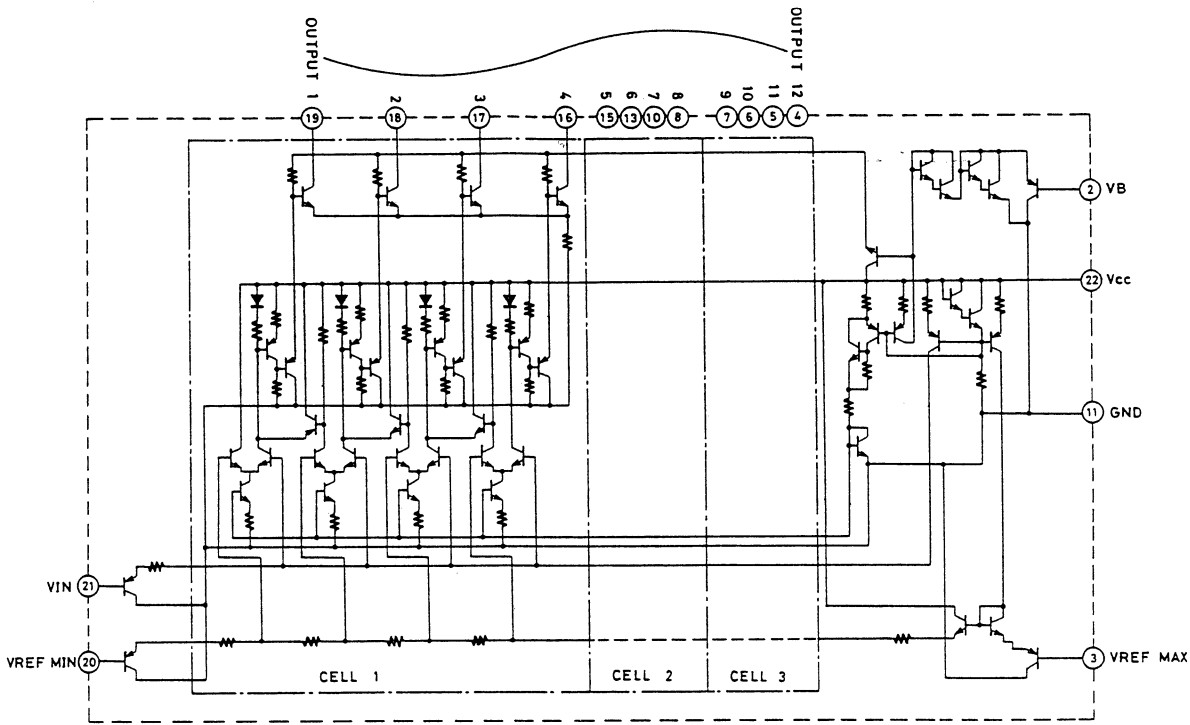 OUTPUT 1
OUTPUT 12
1 2 3 4 5 6 7 8 9 10 11 12
19 18 17 16 15 13 10 8 7 6 5 4
2 VB
22 Vcc
11 GND
VIN 21
VREF MIN 20
3 VREF MAX
CELL 1
CELL 2
CELL 3